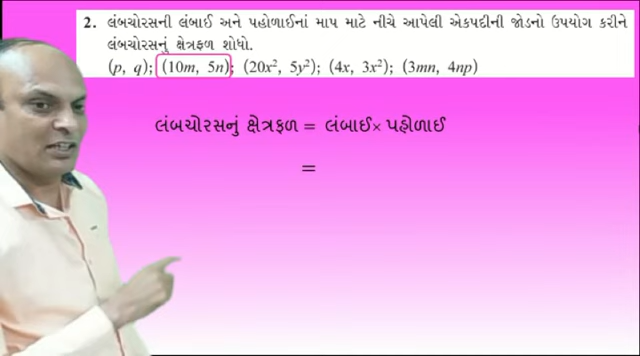 2. લંબચોરસની લંબાઈ અને પહોળાઈનાં માપ માટે નીચે આપેલી એકપદીની જોડનો ઉપયોગ કરીને
લંબચોરસનું ક્ષેત્રફળ શોધો.
(p, q); (10m, 5n); (20x², 5y²); (4x, 3x²); (3mn, 4np)
લંબચોરસનું ક્ષેત્રફળ = લંબાઈ× પહોળાઈ
=